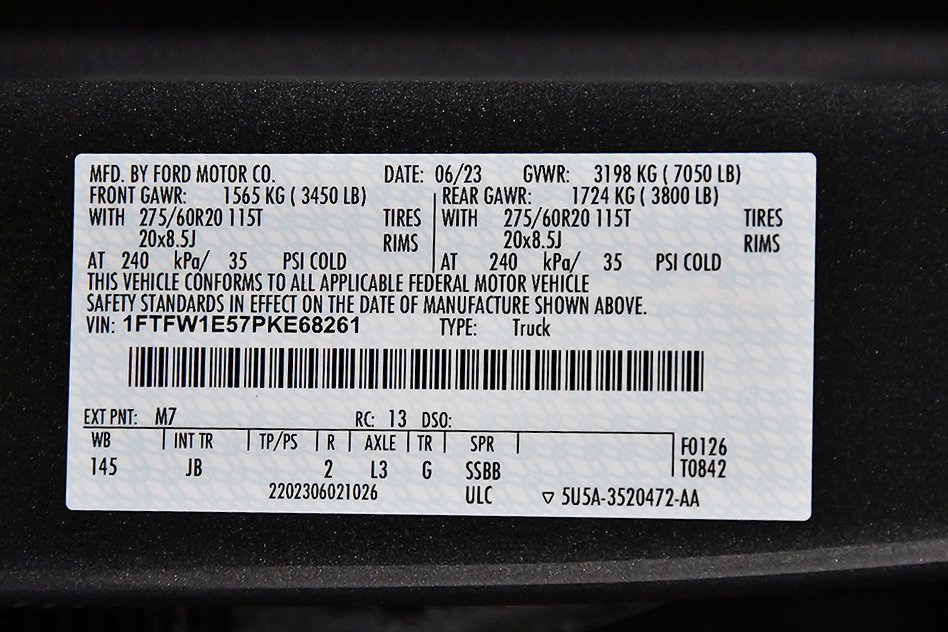 MFD. BY FORD MOTOR CO. DATE: 06/23 GVWR: 3198 KG ( 7050 LB)
FRONT GAWR: 1565 KG ( 3450 LB) REAR GAWR: 1724 KG ( 3800 LB)
WITH 275/60R20 115T TIRES WITH 275/60R20 115T TIRES
20x8.5J RIMS 20x8.5J RIMS
AT 240 kPa/ 35 PSI COLD AT 240 kPa/ 35 PSI COLD
THIS VEHICLE CONFORMS TO ALL APPLICABLE FEDERAL MOTOR VEHICLE
SAFETY STANDARDS IN EFFECT ON THE DATE OF MANUFACTURE SHOWN ABOVE.
VIN: 1FTFW1E57PKE68261 TYPE: Truck
EXT PNT: M7 RC: 13 DSO:
WB INT TR TP/PS R AXLE TR SPR F0126
145 JB 2 L3 G SSBB T0842
2202306021026 ULC ▽ 5U5A-3520472-AA